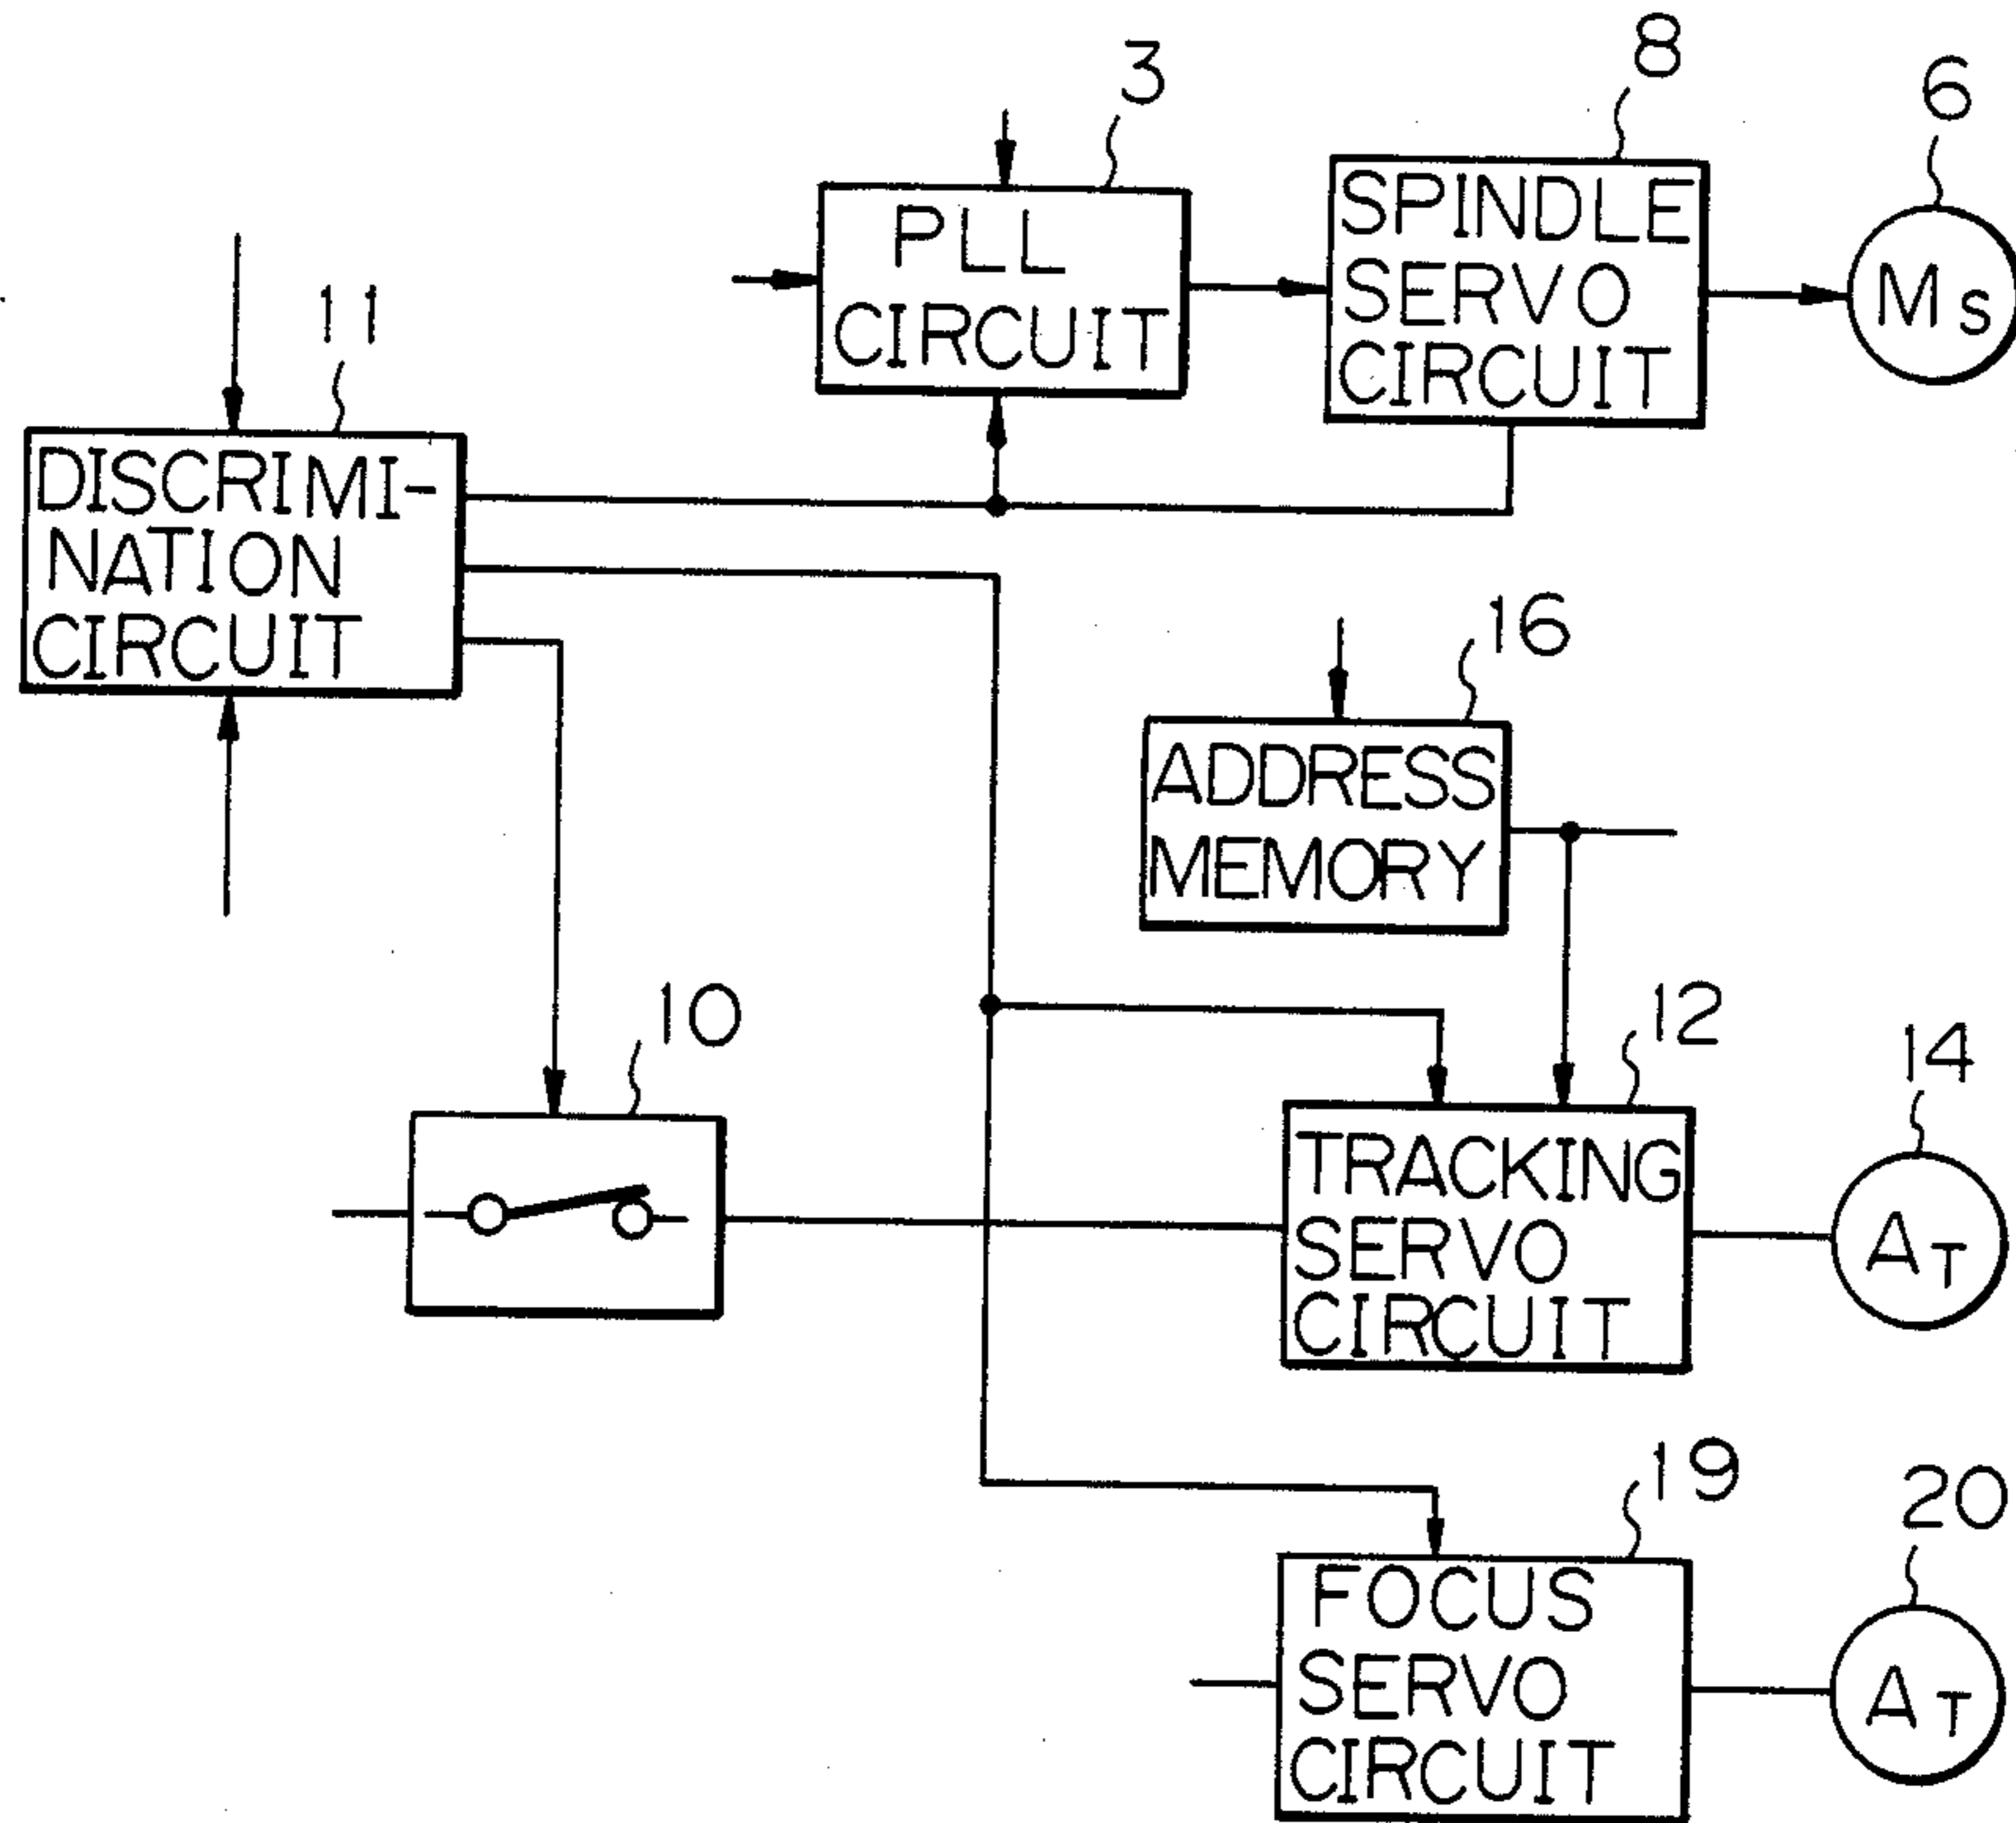 3
8
6
PLL
CIRCUIT
SPINDLE
SERVO
CIRCUIT
Ms
11
DISCRIMI-
NATION
CIRCUIT
16
ADDRESS
MEMORY
10
12
14
TRACKING
SERVO
CIRCUIT
AT
19
20
FOCUS
SERVO
CIRCUIT
AT